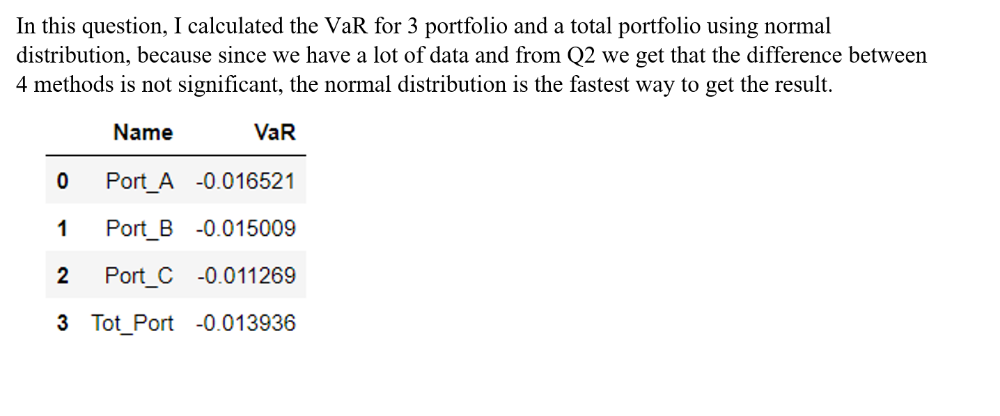 In this question, I calculated the VaR for 3 portfolio and a total portfolio using normal
distribution, because since we have a lot of data and from Q2 we get that the difference between
4 methods is not significant, the normal distribution is the fastest way to get the result.
Name VaR
0 Port_A -0.016521
1 Port_B -0.015009
2 Port_C -0.011269
3 Tot_Port -0.013936